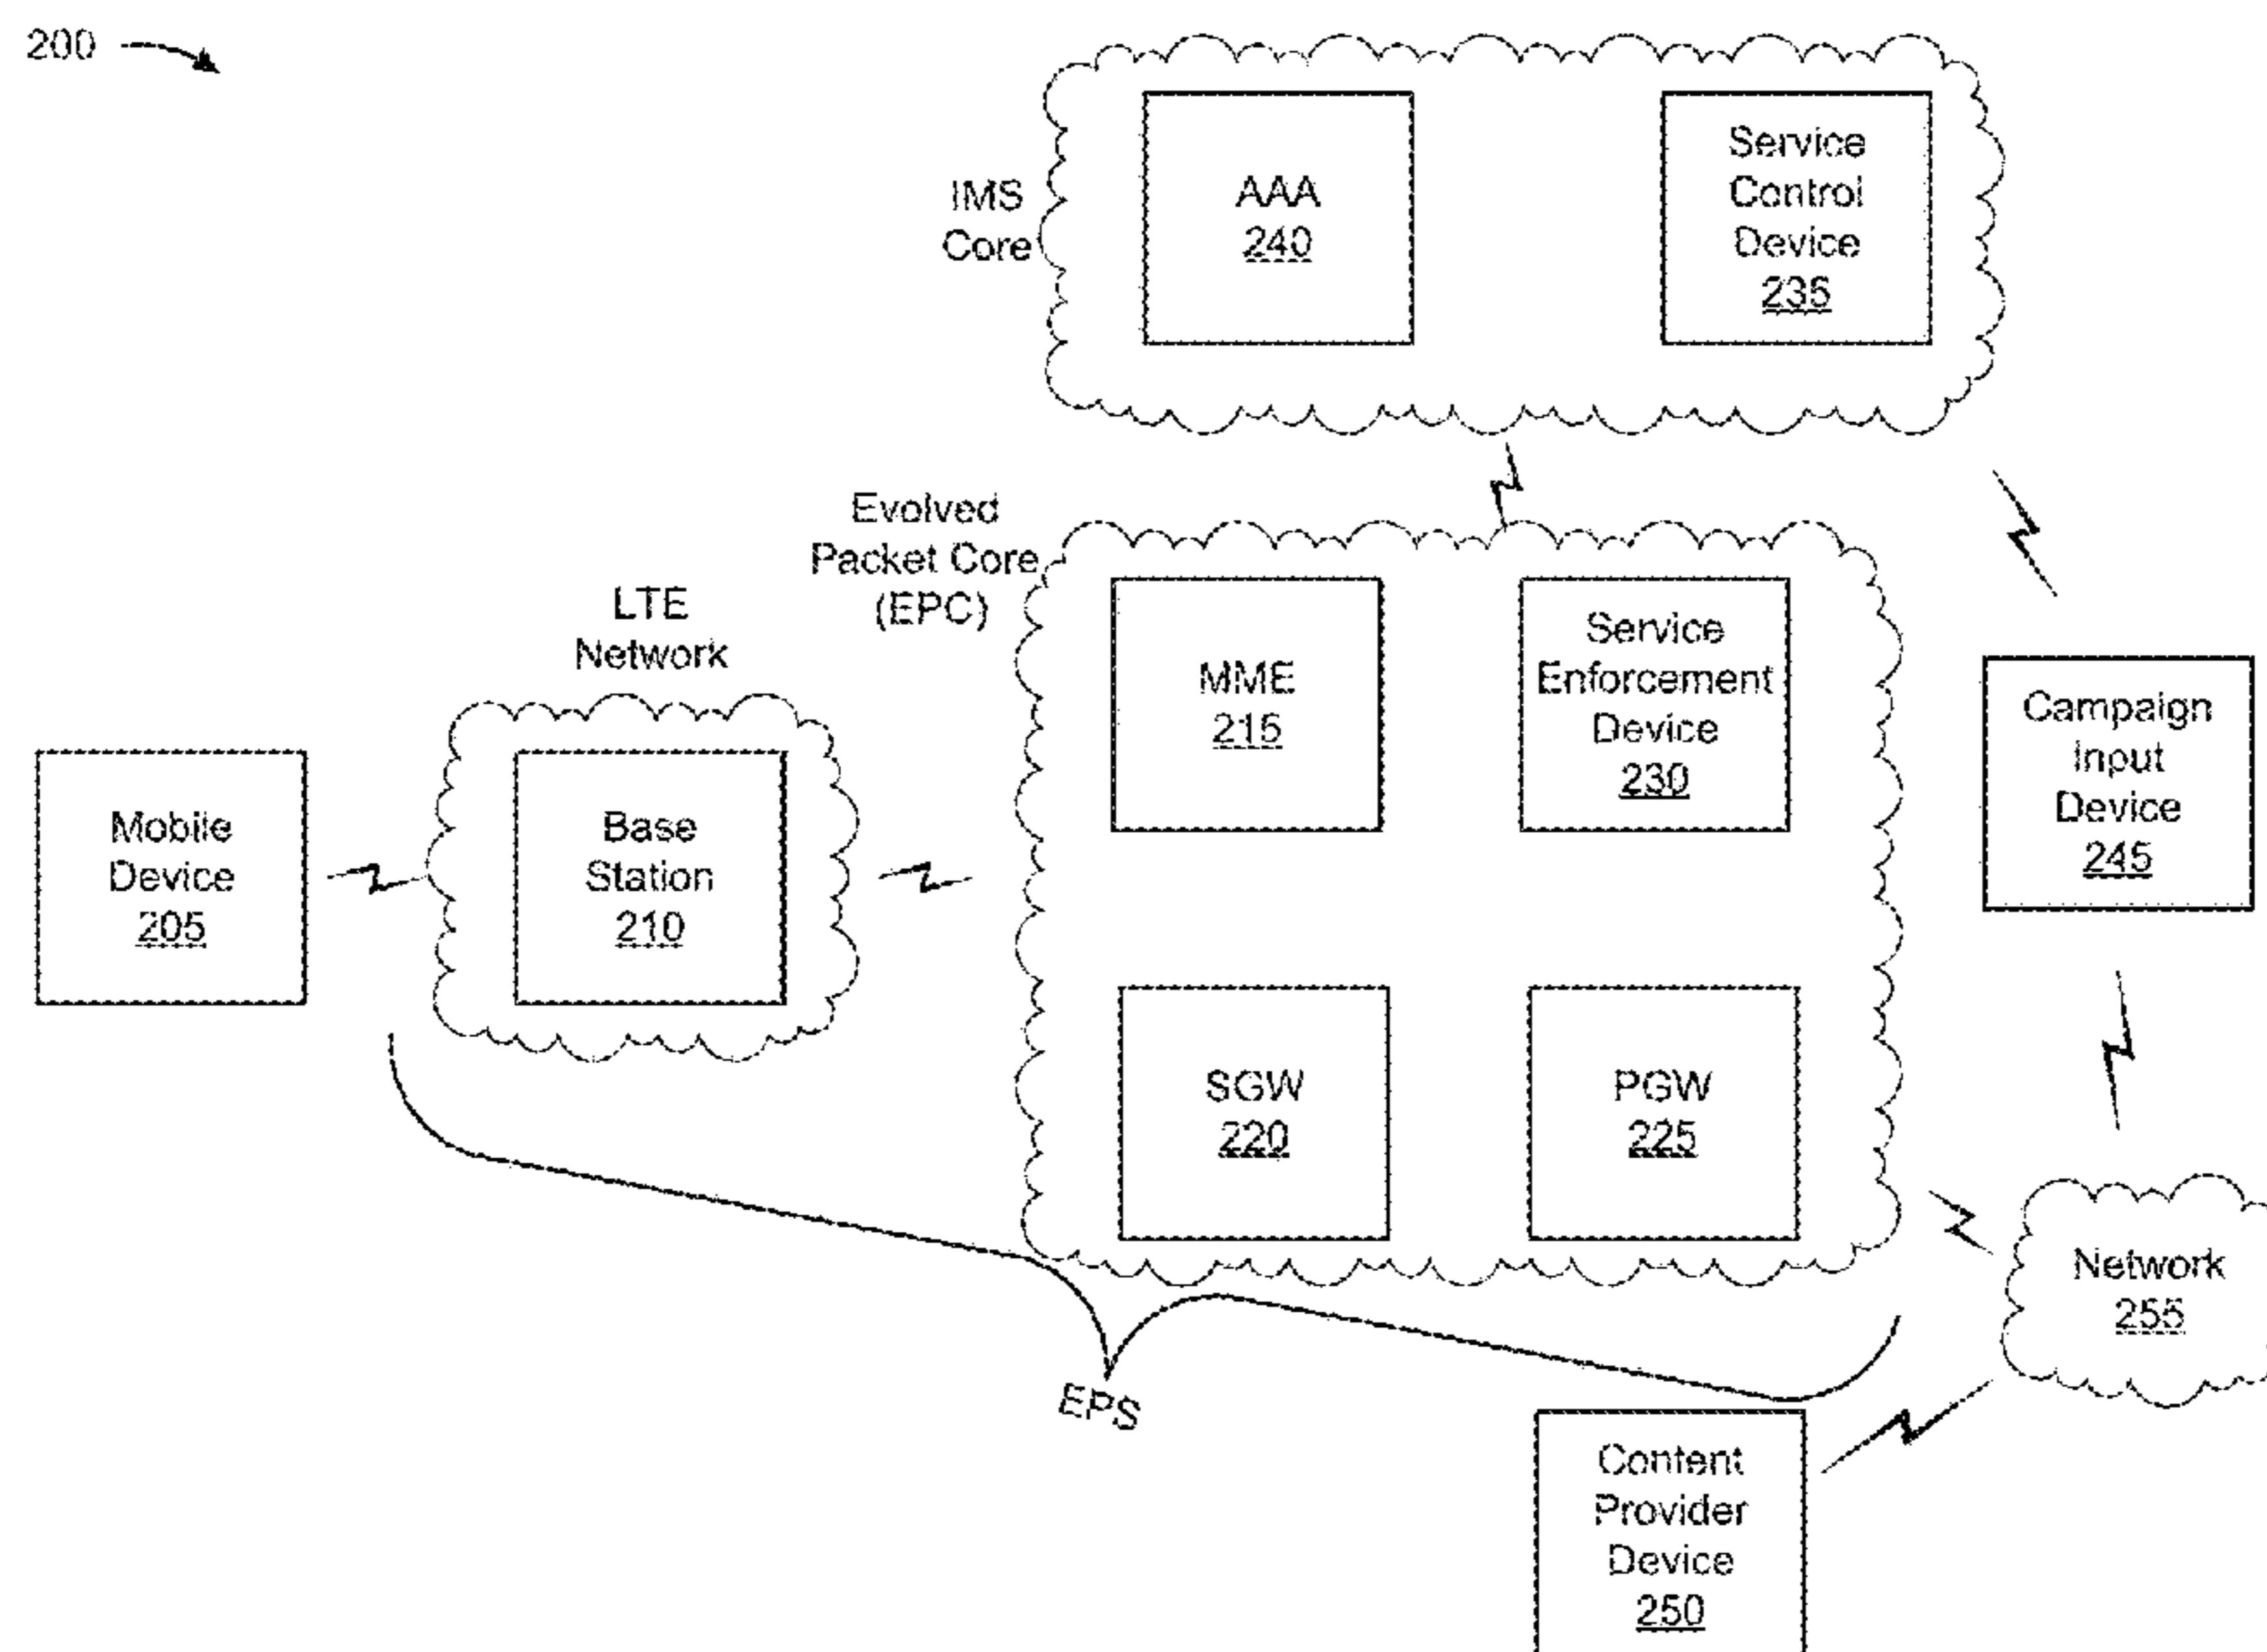 200
IMS
Core
AAA
240
Service
Control
Device
235
Evolved
Packet Core
(EPC)
LTE
Network
MME
215
Service
Enforcement
Device
230
Campaign
Input
Device
245
Mobile
Device
205
Base
Station
210
SGW
220
PGW
225
Network
255
EPS
Content
Provider
Device
250